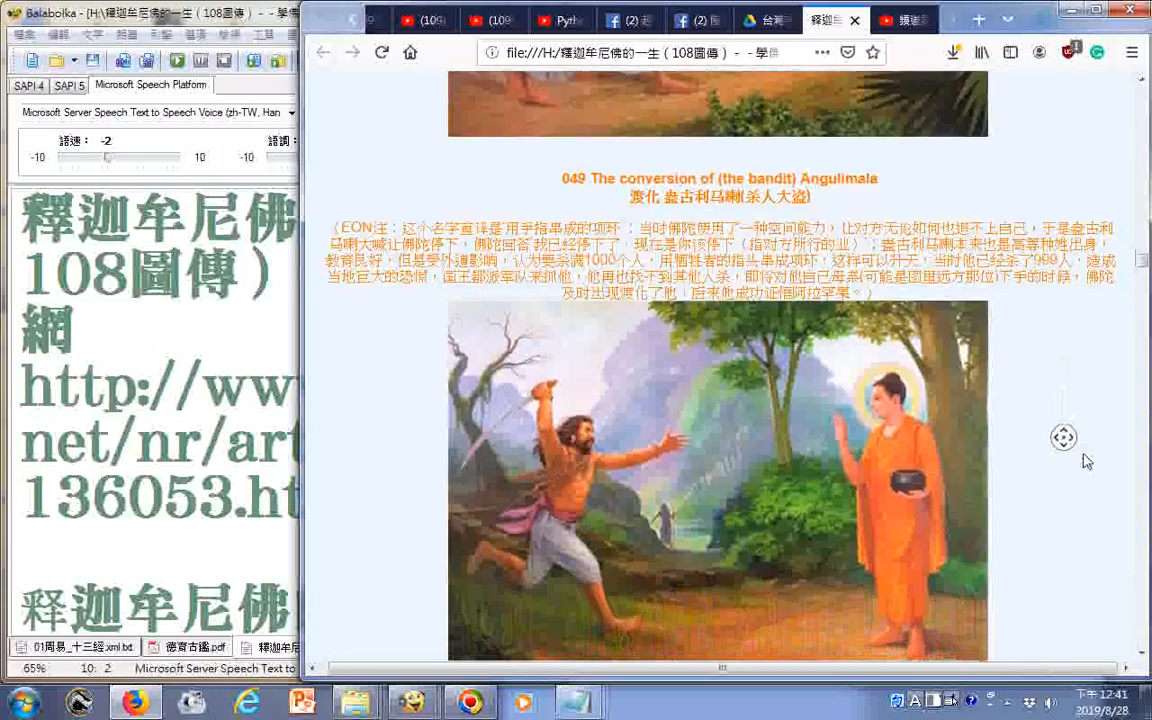 Balabolka - [H:\釋迦牟尼佛的一生（108圖傳）- - 學佛
SAPI 4 SAPI 5 Microsoft Speech Platform
Microsoft Server Speech Text to Speech Voice (zh-TW, Han
語速： -2 語調：
-10 10 -10
釋迦牟尼佛
108圖傳）
網
http://ww
net/nr/art
136053.ht
釋迦牟尼佛
01周易_十三經.xml.txt 德育古鑑.pdf 釋迦牟尼
65% 10: 2 Microsoft Server Speech Text to
(109 (109 Pyth (2) (2) 台灣 釋迦牟
file:///H:/釋迦牟尼佛的一生（108圖傳）- - 學佛
049 The conversion of (the bandit) Angulimala
渡化 盎古利马喇(杀人大盗)
（EON注：这个名字意译是'用手指串成的项环'；当时佛陀使用了一种空间能力，让对方无论如何也追不上自己，于是盎古利
马喇大喊让佛陀停下，佛陀回答'我已经停下了，现在是你该停下（指对方所行的业）'；盎古利马喇本来也是高等种姓出身，
教育良好，但是受外道影响，认为要杀满1000个人，用牺牲者的指头串成项环，这样可以升天，当时他已经杀了999人，造成
当地巨大的恐慌，国王都派军队来抓他，他再也找不到其他人杀，即将对他自己母亲(可能是图里远方那位)下手的时候，佛陀
及时出现渡化了他，后来他成功证悟阿拉罕果。）
下午 12:41
2019/8/28